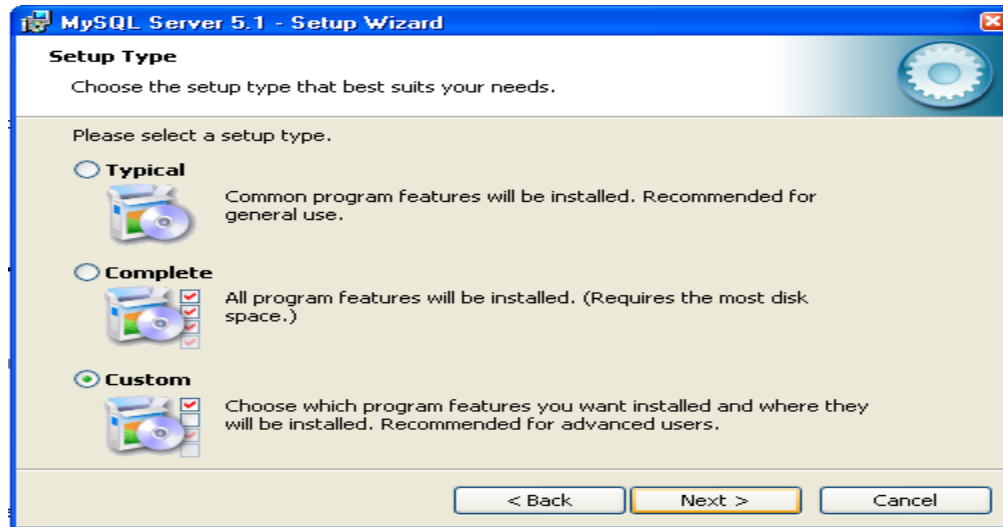 MySQL Server 5.1 - Setup Wizard
Setup Type
Choose the setup type that best suits your needs.
Please select a setup type.
Typical
Common program features will be installed. Recommended for
general use.
Complete
All program features will be installed. (Requires the most disk
space.)
Custom
Choose which program features you want installed and where they
will be installed. Recommended for advanced users.
< Back Next > Cancel